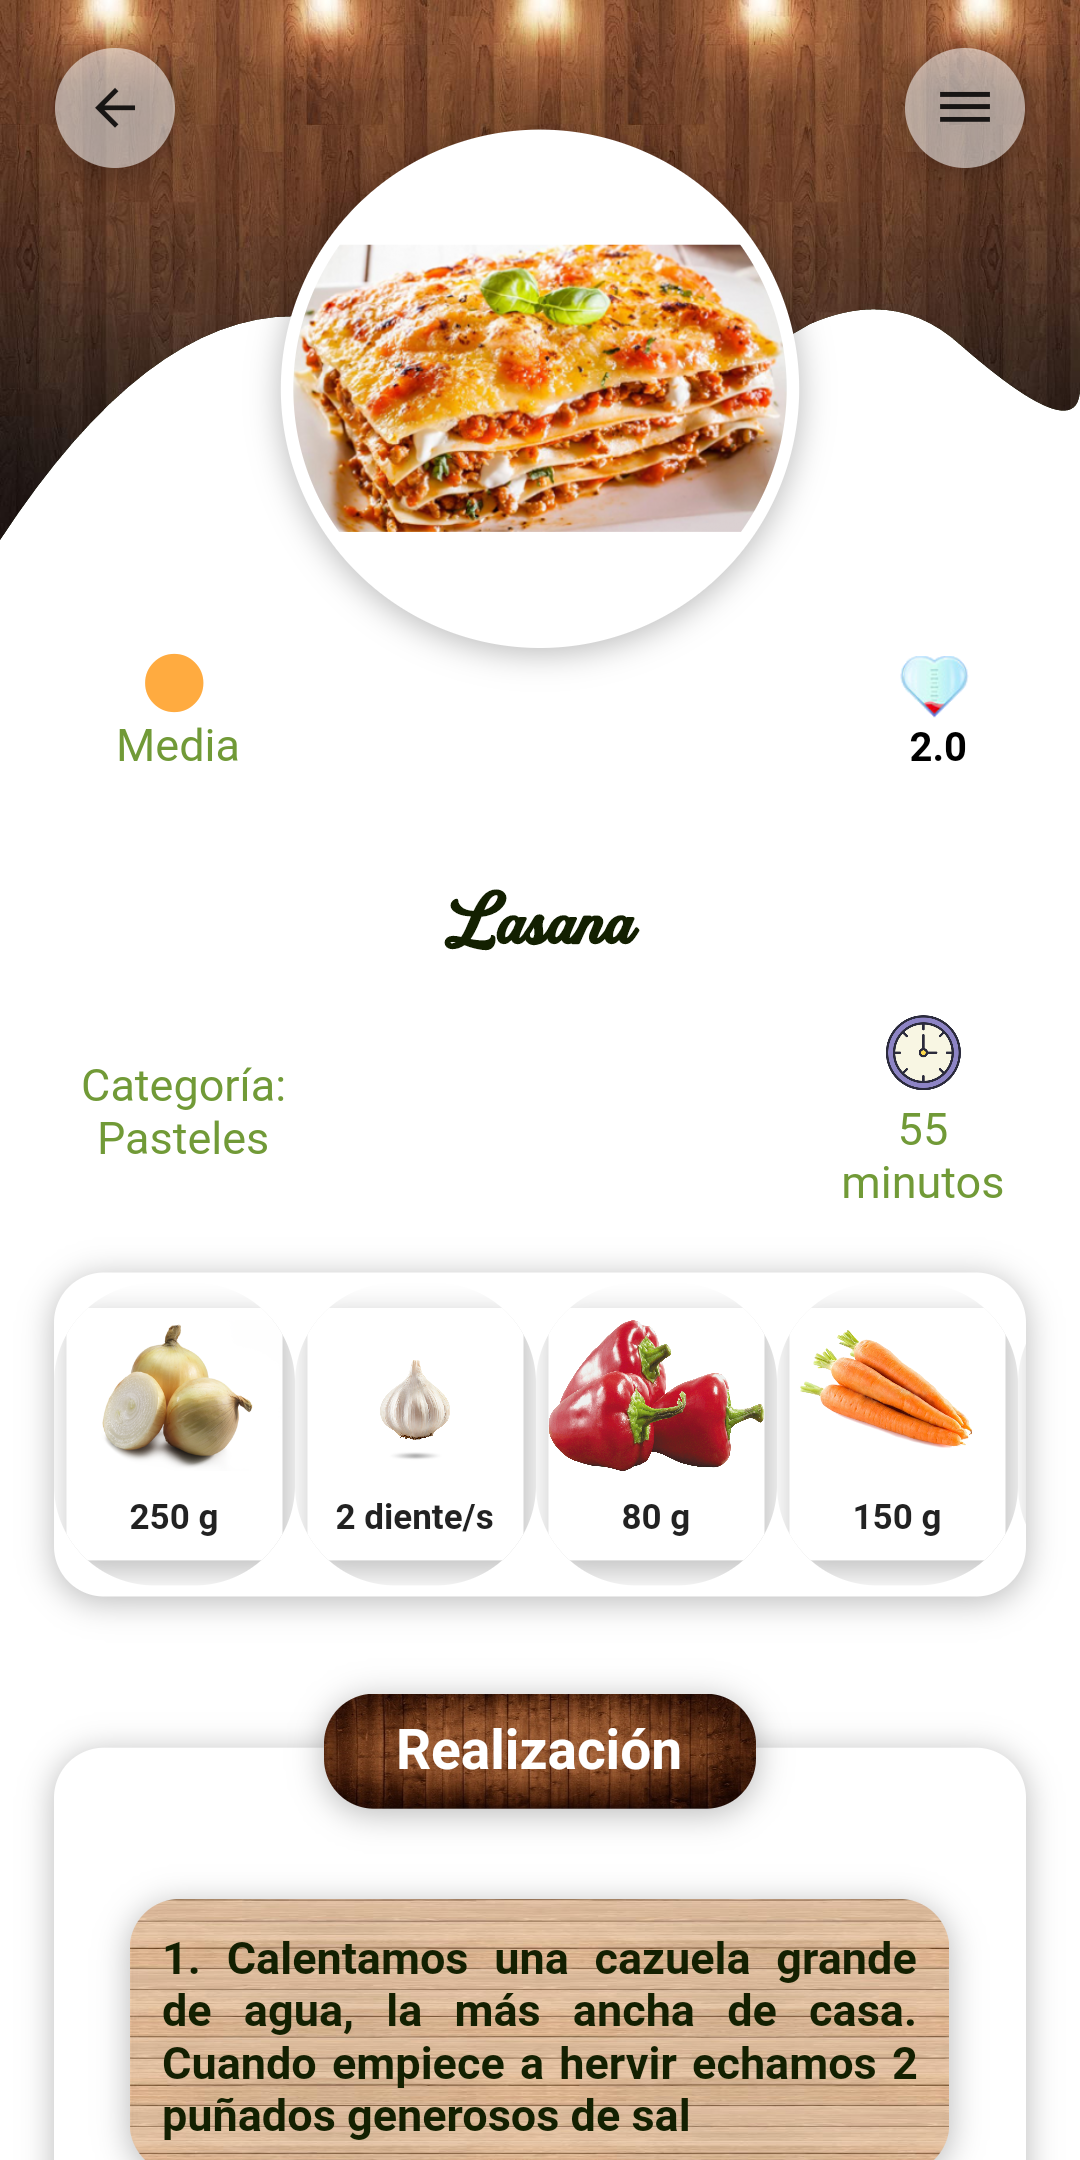 Media
2.0
Lasana
Categoría:
Pasteles
55
minutos
250 g
2 diente/s
80 g
150 g
Realización
1. Calentamos una cazuela grande
de agua, la más ancha de casa.
Cuando empiece a hervir echamos 2
puñados generosos de sal